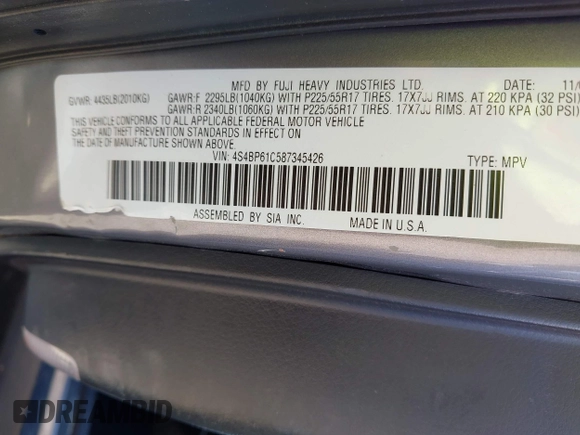 MFD. BY FUJI HEAVY INDUSTRIES LTD. DATE: 11/
GVWR: 4435LB(2010KG) GAWR:F 2295LB(1040KG) WITH P225/55R17 TIRES. 17X7JJ RIMS. AT 220 KPA (32 PSI)
GAWR:R 2340LB(1060KG) WITH P225/55R17 TIRES. 17X7JJ RIMS. AT 210 KPA (30 PSI)
THIS VEHICLE CONFORMS TO ALL APPLICABLE FEDERAL MOTOR VEHICLE
SAFETY AND THEFT PREVENTION STANDARDS IN EFFECT ON THE DATE OF
MANUFACTURE SHOWN ABOVE.
VIN: 4S4BP61C587345426 TYPE: MPV
ASSEMBLED BY SIA INC. MADE IN U.S.A.
DREAMBID